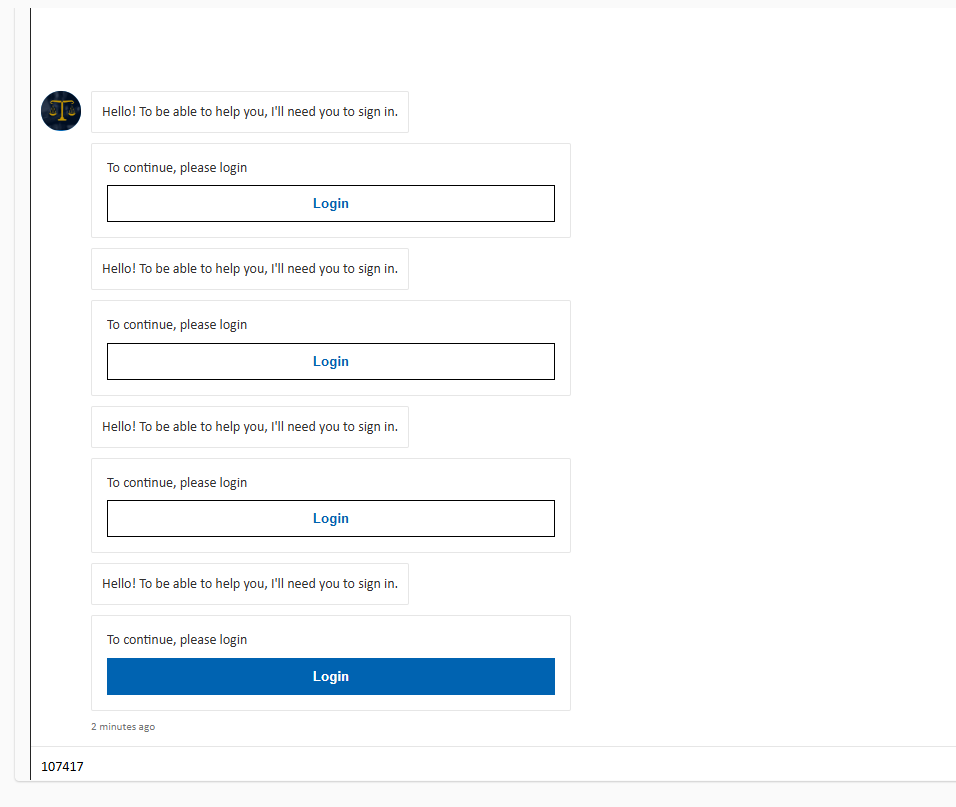 Hello! To be able to help you, I'll need you to sign in.
To continue, please login
Login
Hello! To be able to help you, I'll need you to sign in.
To continue, please login
Login
Hello! To be able to help you, I'll need you to sign in.
To continue, please login
Login
Hello! To be able to help you, I'll need you to sign in.
To continue, please login
Login
2 minutes ago
107417